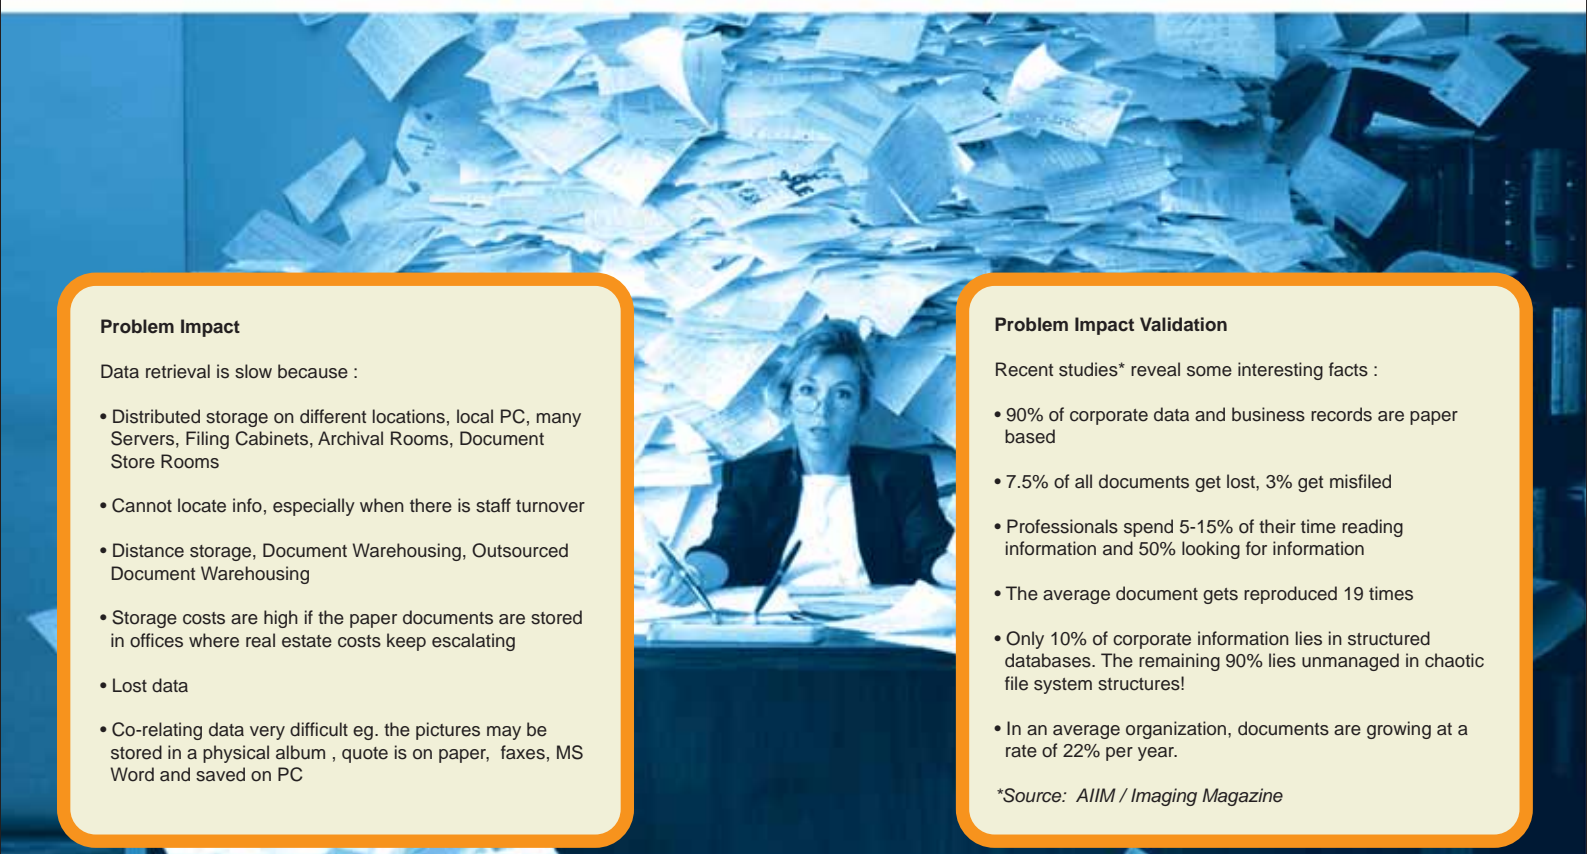 Problem Impact
Data retrieval is slow because :
• Distributed storage on different locations, local PC, many
Servers, Filing Cabinets, Archival Rooms, Document
Store Rooms
• Cannot locate info, especially when there is staff turnover
• Distance storage, Document Warehousing, Outsourced
Document Warehousing
• Storage costs are high if the paper documents are stored
in offices where real estate costs keep escalating
• Lost data
• Co-relating data very difficult eg. the pictures may be
stored in a physical album , quote is on paper,  faxes, MS
Word and saved on PC
Problem Impact Validation
Recent studies* reveal some interesting facts :
• 90% of corporate data and business records are paper
based
• 7.5% of all documents get lost, 3% get misfiled
• Professionals spend 5-15% of their time reading
information and 50% looking for information
• The average document gets reproduced 19 times
• Only 10% of corporate information lies in structured
databases. The remaining 90% lies unmanaged in chaotic
file system structures!
• In an average organization, documents are growing at a
rate of 22% per year.
*Source:  AIIM / Imaging Magazine